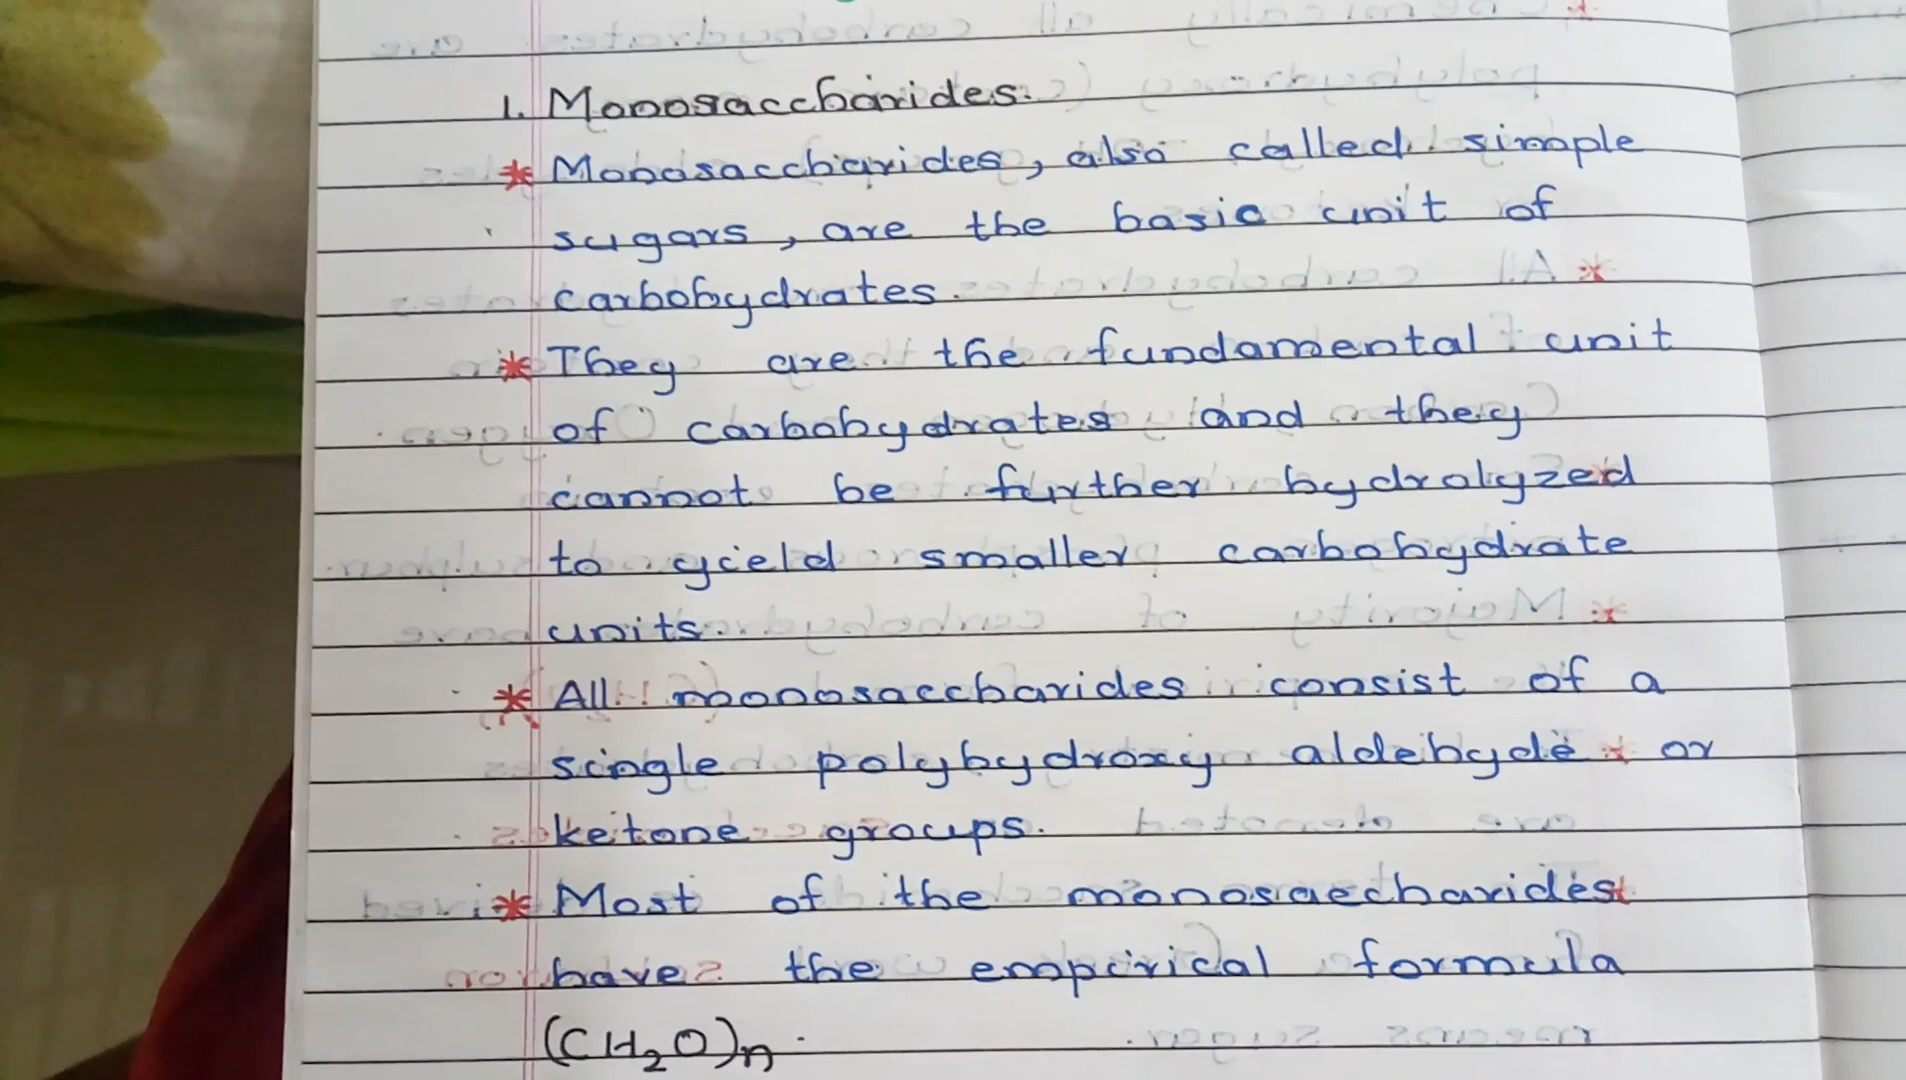 1. Monosaccharides.
* Monosaccharides, also called simple
sugars, are the basic unit of
carbohydrates.
* They are the fundamental unit
of carbohydrates and they
cannot be further hydrolyzed
to yield smaller carbohydrate
units.
* All monosaccharides consist of a
single polyhydroxy aldehyde or
ketone groups.
* Most of the monosaccharides
have the empirical formula
(CH₂O)n.